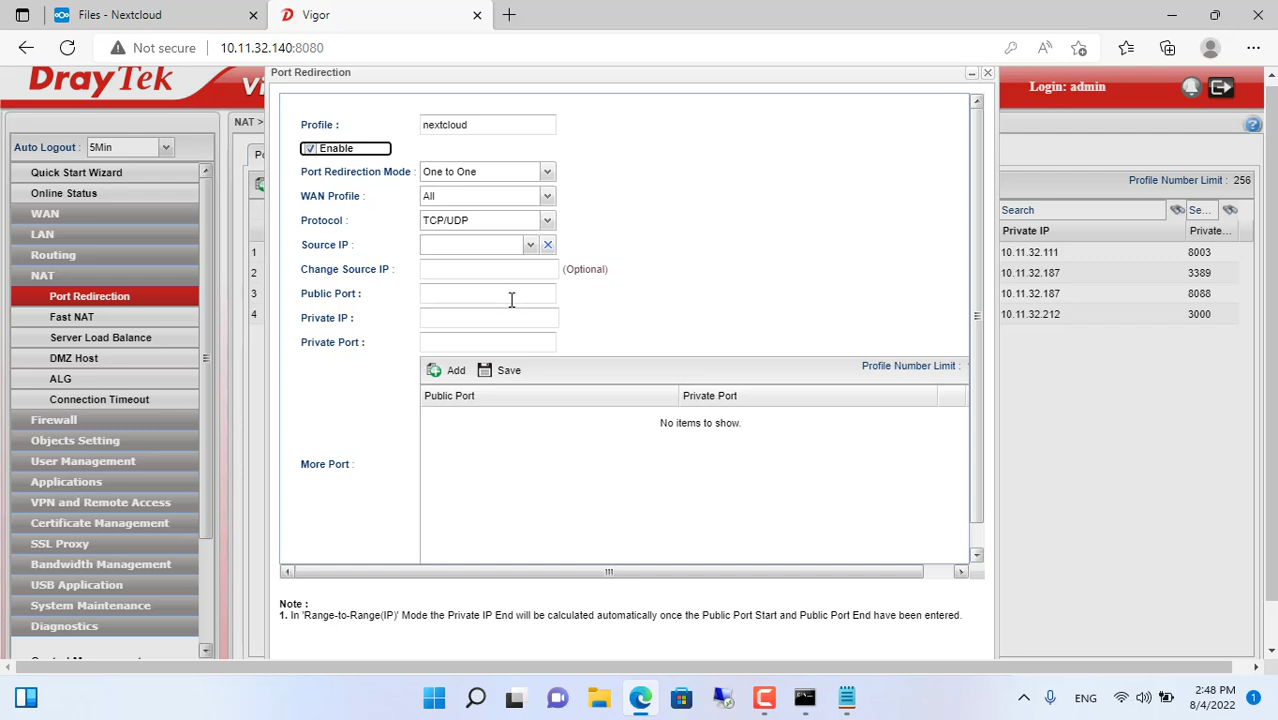 Files - Nextcloud
Vigor
Not secure
10.11.32.140:8080
DrayTek
Vi
Port Redirection
Login: admin
Auto Logout :
5Min
NAT >
Quick Start Wizard
Online Status
WAN
LAN
Routing
NAT
Port Redirection
Fast NAT
Server Load Balance
DMZ Host
ALG
Connection Timeout
Firewall
Objects Setting
User Management
Applications
VPN and Remote Access
Certificate Management
SSL Proxy
Bandwidth Management
USB Application
System Maintenance
Diagnostics
1
2
3
4
Profile :
nextcloud
Enable
Port Redirection Mode :
One to One
WAN Profile :
All
Protocol :
TCP/UDP
Source IP :
Change Source IP :
(Optional)
Public Port :
Private IP :
Private Port :
Add
Save
Profile Number Limit :
Public Port
Private Port
No items to show.
More Port :
Note :
1. In 'Range-to-Range(IP)' Mode the Private IP End will be calculated automatically once the Public Port Start and Public Port End have been entered.
Profile Number Limit : 256
Search
Se...
Private IP
Private...
10.11.32.111
8003
10.11.32.187
3389
10.11.32.187
8088
10.11.32.212
3000
ENG
2:48 PM
8/4/2022
1